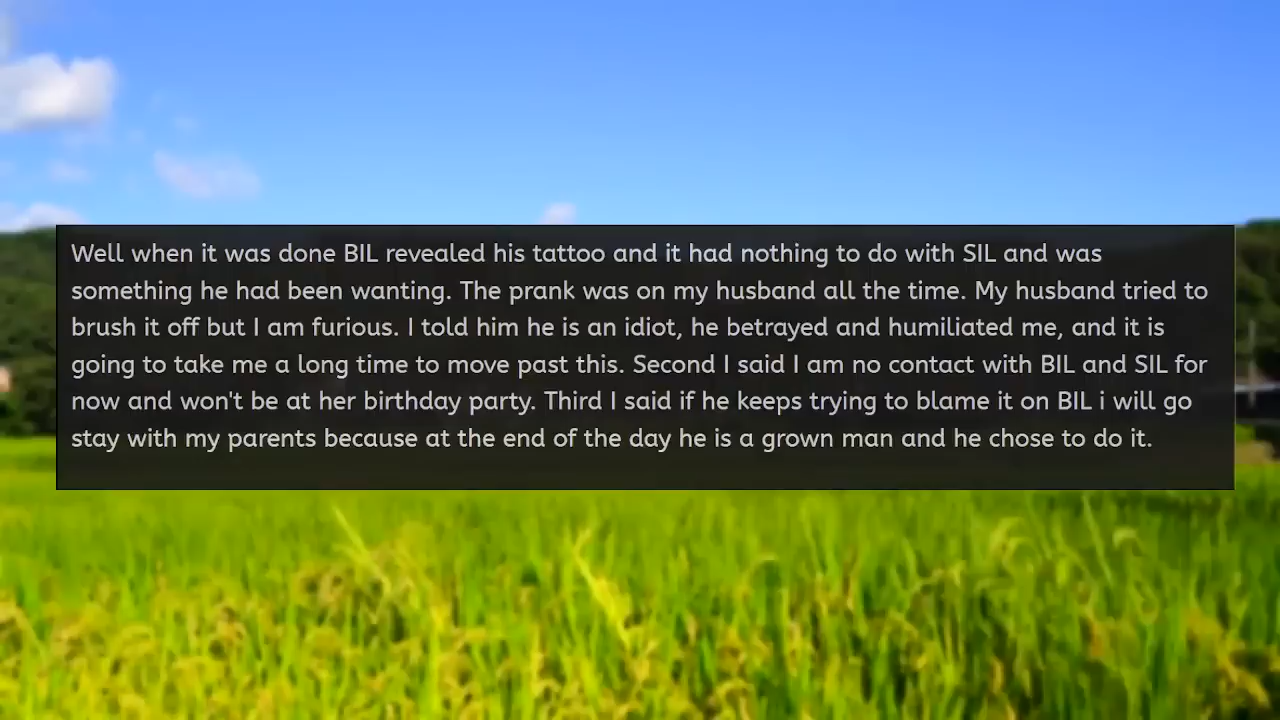 Well when it was done BIL revealed his tattoo and it had nothing to do with SIL and was
something he had been wanting. The prank was on my husband all the time. My husband tried to
brush it off but I am furious. I told him he is an idiot, he betrayed and humiliated me, and it is
going to take me a long time to move past this. Second I said I am no contact with BIL and SIL for
now and won't be at her birthday party. Third I said if he keeps trying to blame it on BIL i will go
stay with my parents because at the end of the day he is a grown man and he chose to do it.